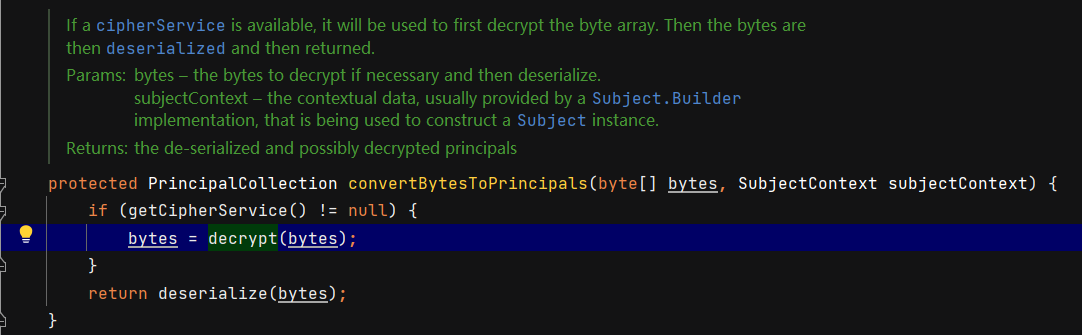 If a cipherService is available, it will be used to first decrypt the byte array. Then the bytes are
then deserialized and then returned.
Params: bytes – the bytes to decrypt if necessary and then deserialize.
subjectContext – the contextual data, usually provided by a Subject.Builder
implementation, that is being used to construct a Subject instance.
Returns: the de-serialized and possibly decrypted principals
protected PrincipalCollection convertBytesToPrincipals(byte[] bytes, SubjectContext subjectContext) {
if (getCipherService() != null) {
bytes = decrypt(bytes);
}
return deserialize(bytes);
}